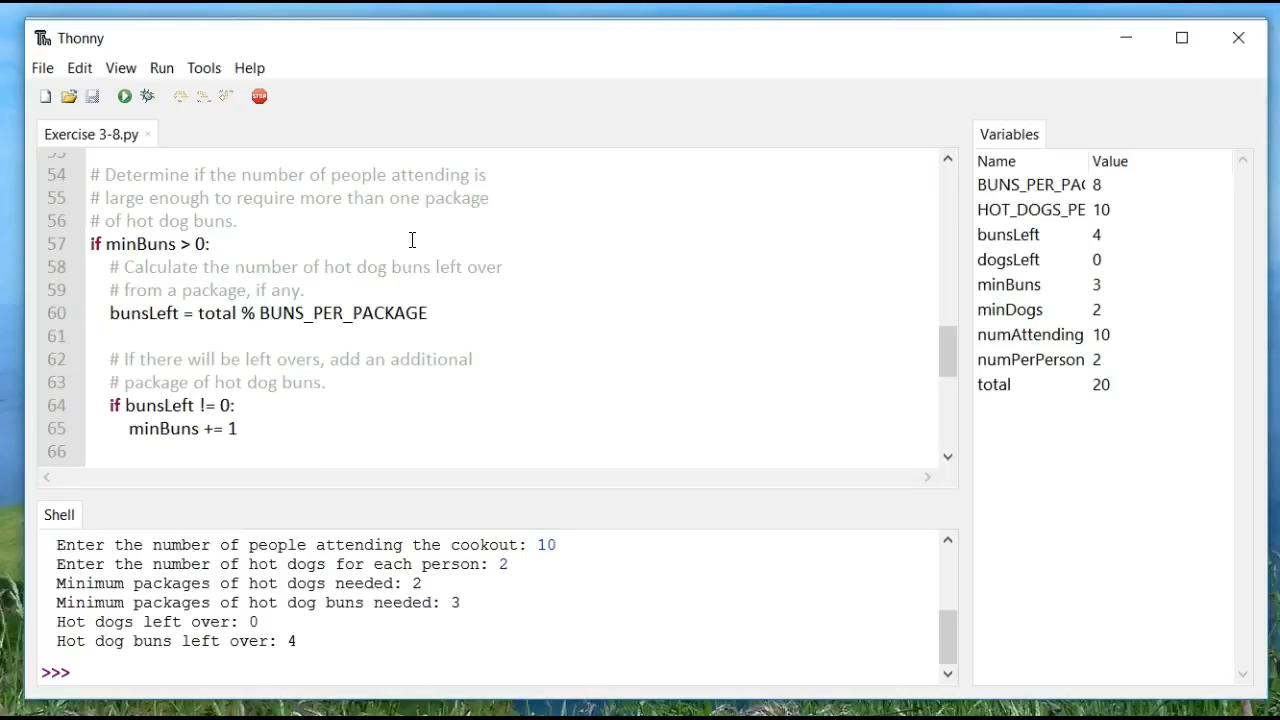 Thonny
File Edit View Run Tools Help
STOP
Exercise 3-8.py
54 # Determine if the number of people attending is
55 # large enough to require more than one package
56 # of hot dog buns.
57 if minBuns > 0:
58 # Calculate the number of hot dog buns left over
59 # from a package, if any.
60 bunsLeft = total % BUNS_PER_PACKAGE
61
62 # If there will be left overs, add an additional
63 # package of hot dog buns.
64 if bunsLeft != 0:
65 minBuns += 1
66
Shell
Enter the number of people attending the cookout: 10
Enter the number of hot dogs for each person: 2
Minimum packages of hot dogs needed: 2
Minimum packages of hot dog buns needed: 3
Hot dogs left over: 0
Hot dog buns left over: 4
>>>
Variables
Name Value
BUNS_PER_PAC 8
HOT_DOGS_PE 10
bunsLeft 4
dogsLeft 0
minBuns 3
minDogs 2
numAttending 10
numPerPerson 2
total 20